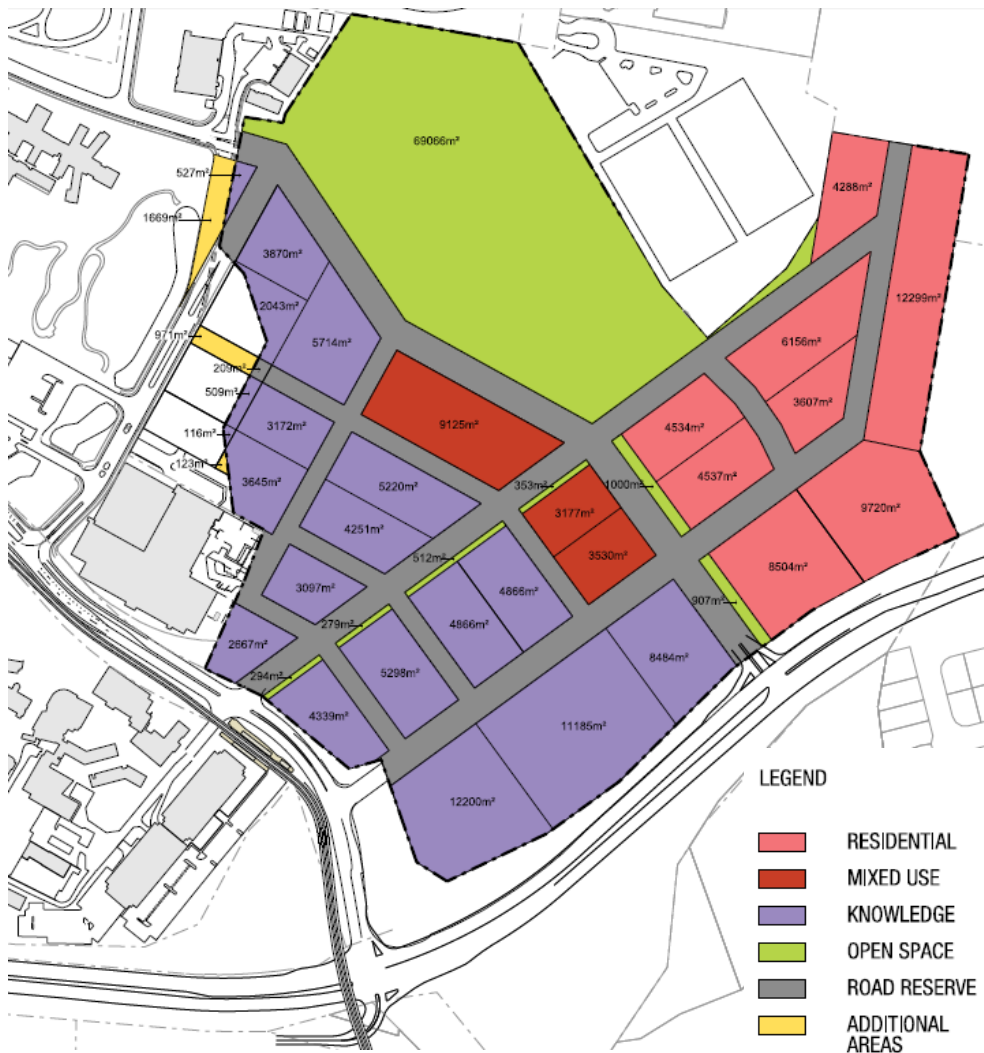 69066m²
527m²
4288m²
1669m²
3870m²
12299m²
2043m²
971m²
5714m²
6156m²
209m²
509m²
3607m²
9125m²
3172m²
4534m²
116m²
123m²
4537m²
3645m²
5220m²
353m²
1000m²
4251m²
3177m²
9720m²
512m²
3530m²
8504m²
3097m²
4866m²
907m²
279m²
4866m²
2667m²
5298m²
8484m²
294m²
4339m²
11185m²
12200m²
LEGEND
RESIDENTIAL
MIXED USE
KNOWLEDGE
OPEN SPACE
ROAD RESERVE
ADDITIONAL
AREAS